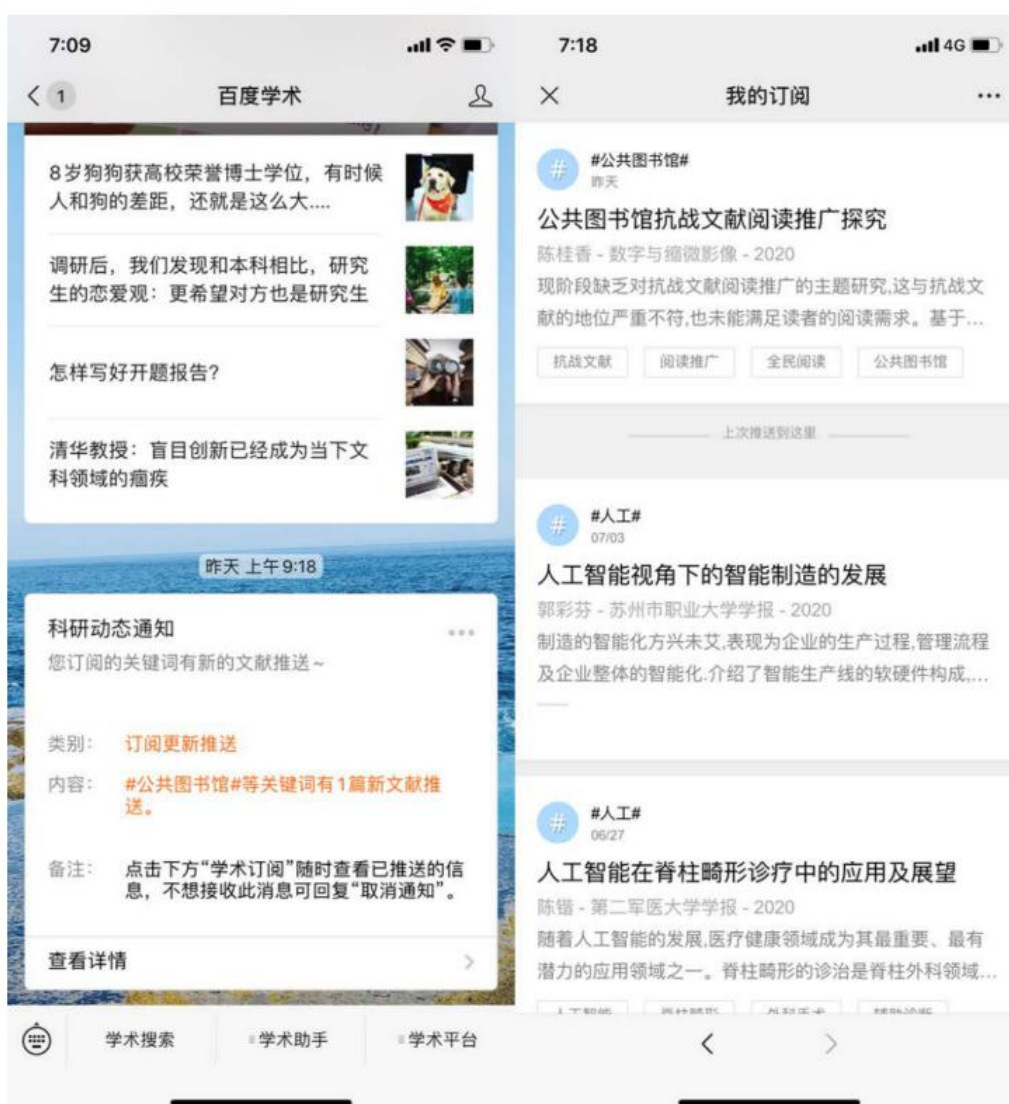 7:09
1
百度学术
8岁狗狗获高校荣誉博士学位，有时候
人和狗的差距，还就是这么大....
调研后，我们发现和本科相比，研究
生的恋爱观：更希望对方也是研究生
怎样写好开题报告？
清华教授：盲目创新已经成为当下文
科领域的痼疾
昨天 上午9:18
科研动态通知
您订阅的关键词有新的文献推送~
类别： 订阅更新推送
内容： #公共图书馆#等关键词有1篇新文献推
送。
备注： 点击下方“学术订阅”随时查看已推送的信
息，不想接收此消息可回复“取消通知”。
查看详情
学术搜索
学术助手
学术平台
7:18
4G
我的订阅
#
#公共图书馆#
昨天
公共图书馆抗战文献阅读推广探究
陈桂香 - 数字与缩微影像 - 2020
现阶段缺乏对抗战文献阅读推广的主题研究,这与抗战文
献的地位严重不符,也未能满足读者的阅读需求。基于...
抗战文献 阅读推广 全民阅读 公共图书馆
上次推送到这里
#
#人工#
07/03
人工智能视角下的智能制造的发展
郭彩芬 - 苏州市职业大学学报 - 2020
制造的智能化方兴未艾,表现为企业的生产过程,管理流程
及企业整体的智能化.介绍了智能生产线的软硬件构成,...
#
#人工#
06/27
人工智能在脊柱畸形诊疗中的应用及展望
陈锴 - 第二军医大学学报 - 2020
随着人工智能的发展,医疗健康领域成为其最重要、最有
潜力的应用领域之一。脊柱畸形的诊治是脊柱外科领域...
人工智能 脊柱畸形 外科手术 辅助诊断